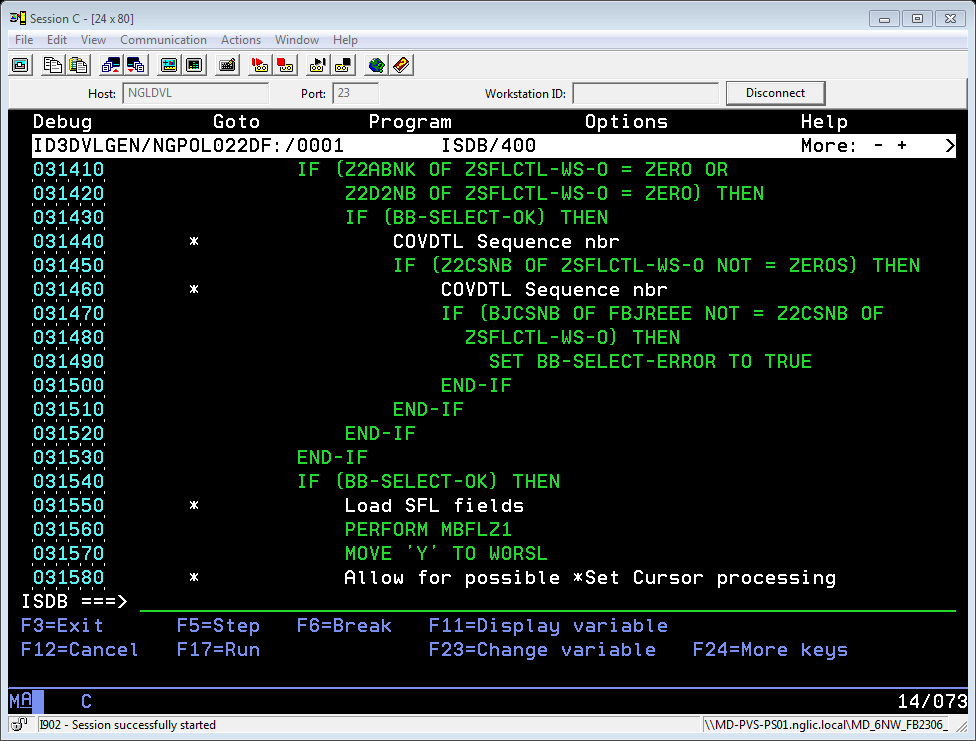 Session C - [24 x 80]
File Edit View Communication Actions Window Help
Host: NGLDVL Port: 23 Workstation ID: Disconnect
Debug Goto Program Options Help
ID3DVLGEN/NGPOL022DF:/0001 ISDB/400 More: - + >
031410 IF (Z2ABNK OF ZSFLCTL-WS-O = ZERO OR
031420 Z2D2NB OF ZSFLCTL-WS-O = ZERO) THEN
031430 IF (BB-SELECT-OK) THEN
031440 * COVDTL Sequence nbr
031450 IF (Z2CSNB OF ZSFLCTL-WS-O NOT = ZEROS) THEN
031460 * COVDTL Sequence nbr
031470 IF (BJCSNB OF FBJREEE NOT = Z2CSNB OF
031480 ZSFLCTL-WS-O) THEN
031490 SET BB-SELECT-ERROR TO TRUE
031500 END-IF
031510 END-IF
031520 END-IF
031530 END-IF
031540 IF (BB-SELECT-OK) THEN
031550 * Load SFL fields
031560 PERFORM MBFLZ1
031570 MOVE 'Y' TO WORSL
031580 * Allow for possible *Set Cursor processing
ISDB ===>
F3=Exit F5=Step F6=Break F11=Display variable
F12=Cancel F17=Run F23=Change variable F24=More keys
MA C 14/073
I902 - Session successfully started \\MD-PVS-PS01.nglic.local\MD_6NW_FB2306_